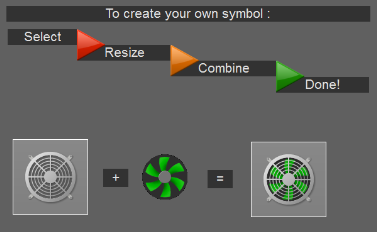 To create your own symbol :
Select
Resize
Combine
Done!
+
=